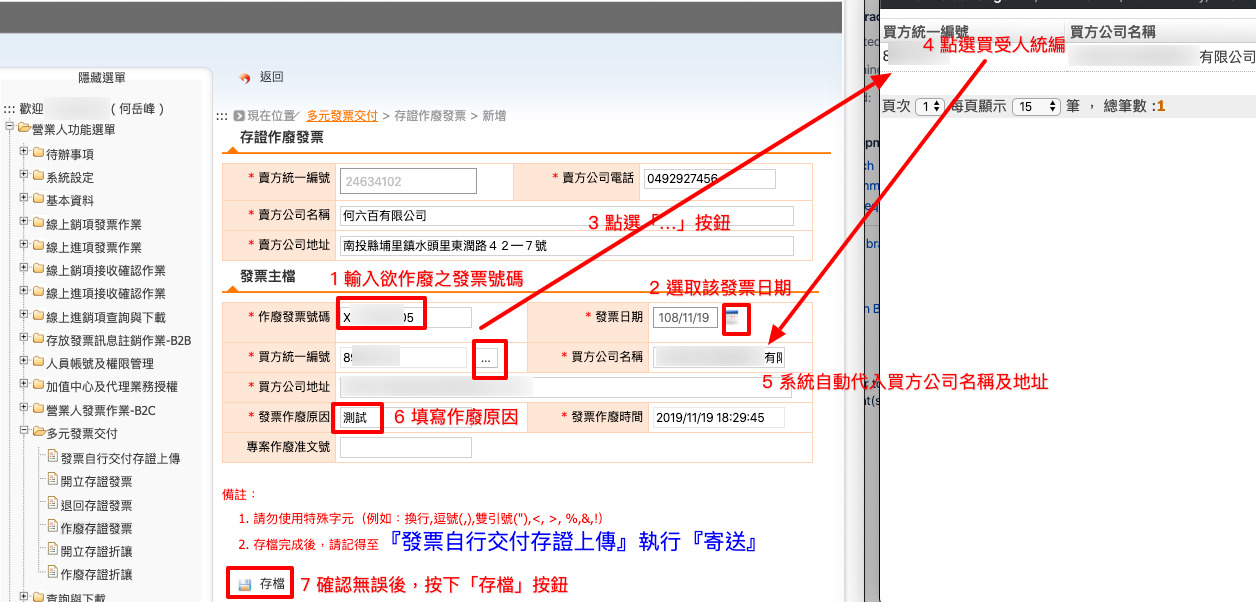 隱藏選單
::: 歡迎 ( 何岳峰 )
營業人功能選單
待辦事項
系統設定
基本資料
線上銷項發票作業
線上進項發票作業
線上銷項接收確認作業
線上進項接收確認作業
線上進銷項查詢與下載
存放發票訊息註銷作業-B2B
人員帳號及權限管理
加值中心及代理業務授權
營業人發票作業-B2C
多元發票交付
發票自行交付存證上傳
開立存證發票
退回存證發票
作廢存證發票
開立存證折讓
作廢存證折讓
查詢與下載
返回
::: 現在位置/ 多元發票交付 > 存證作廢發票 > 新增
存證作廢發票
* 賣方統一編號 24634102 * 賣方公司電話 0492927456
* 賣方公司名稱 何六百有限公司
3 點選「...」按鈕
* 賣方公司地址 南投縣埔里鎮水頭里東潤路４２一７號
發票主檔
1 輸入欲作廢之發票號碼
2 選取該發票日期
* 作廢發票號碼 X 05 * 發票日期 108/11/19
* 買方統一編號 89 ... * 買方公司名稱 有限
* 買方公司地址
5 系統自動代入買方公司名稱及地址
* 發票作廢原因 測試 6 填寫作廢原因 * 發票作廢時間 2019/11/19 18:29:45
專案作廢准文號
備註：
1. 請勿使用特殊字元（例如：換行,逗號(,),雙引號("),<, >, %,&,!）
2. 存檔完成後，請記得至 『發票自行交付存證上傳』執行『寄送』
存檔 7 確認無誤後，按下「存檔」按鈕
買方統一編號 買方公司名稱
4 點選買受人統編
8 有限公司
頁次 1 每頁顯示 15 筆 ， 總筆數 :1